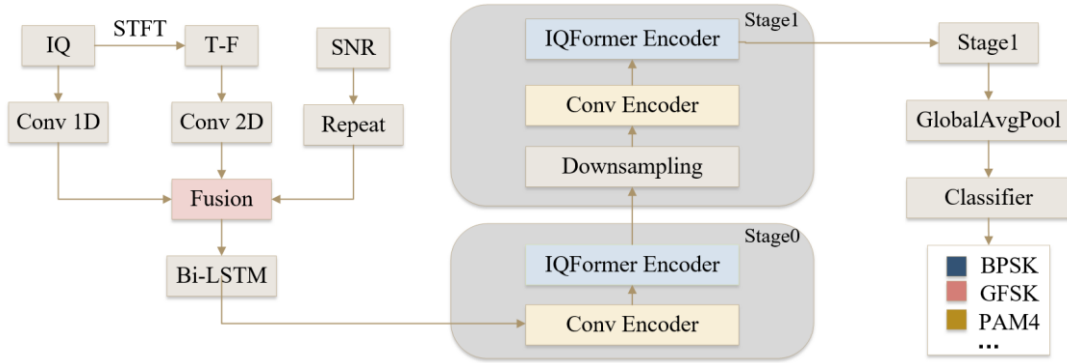 IQ
STFT
T-F
SNR
Conv 1D
Conv 2D
Repeat
Fusion
Bi-LSTM
Stage1
IQFormer Encoder
Conv Encoder
Downsampling
Stage0
IQFormer Encoder
Conv Encoder
Stage1
GlobalAvgPool
Classifier
BPSK
GFSK
PAM4
...